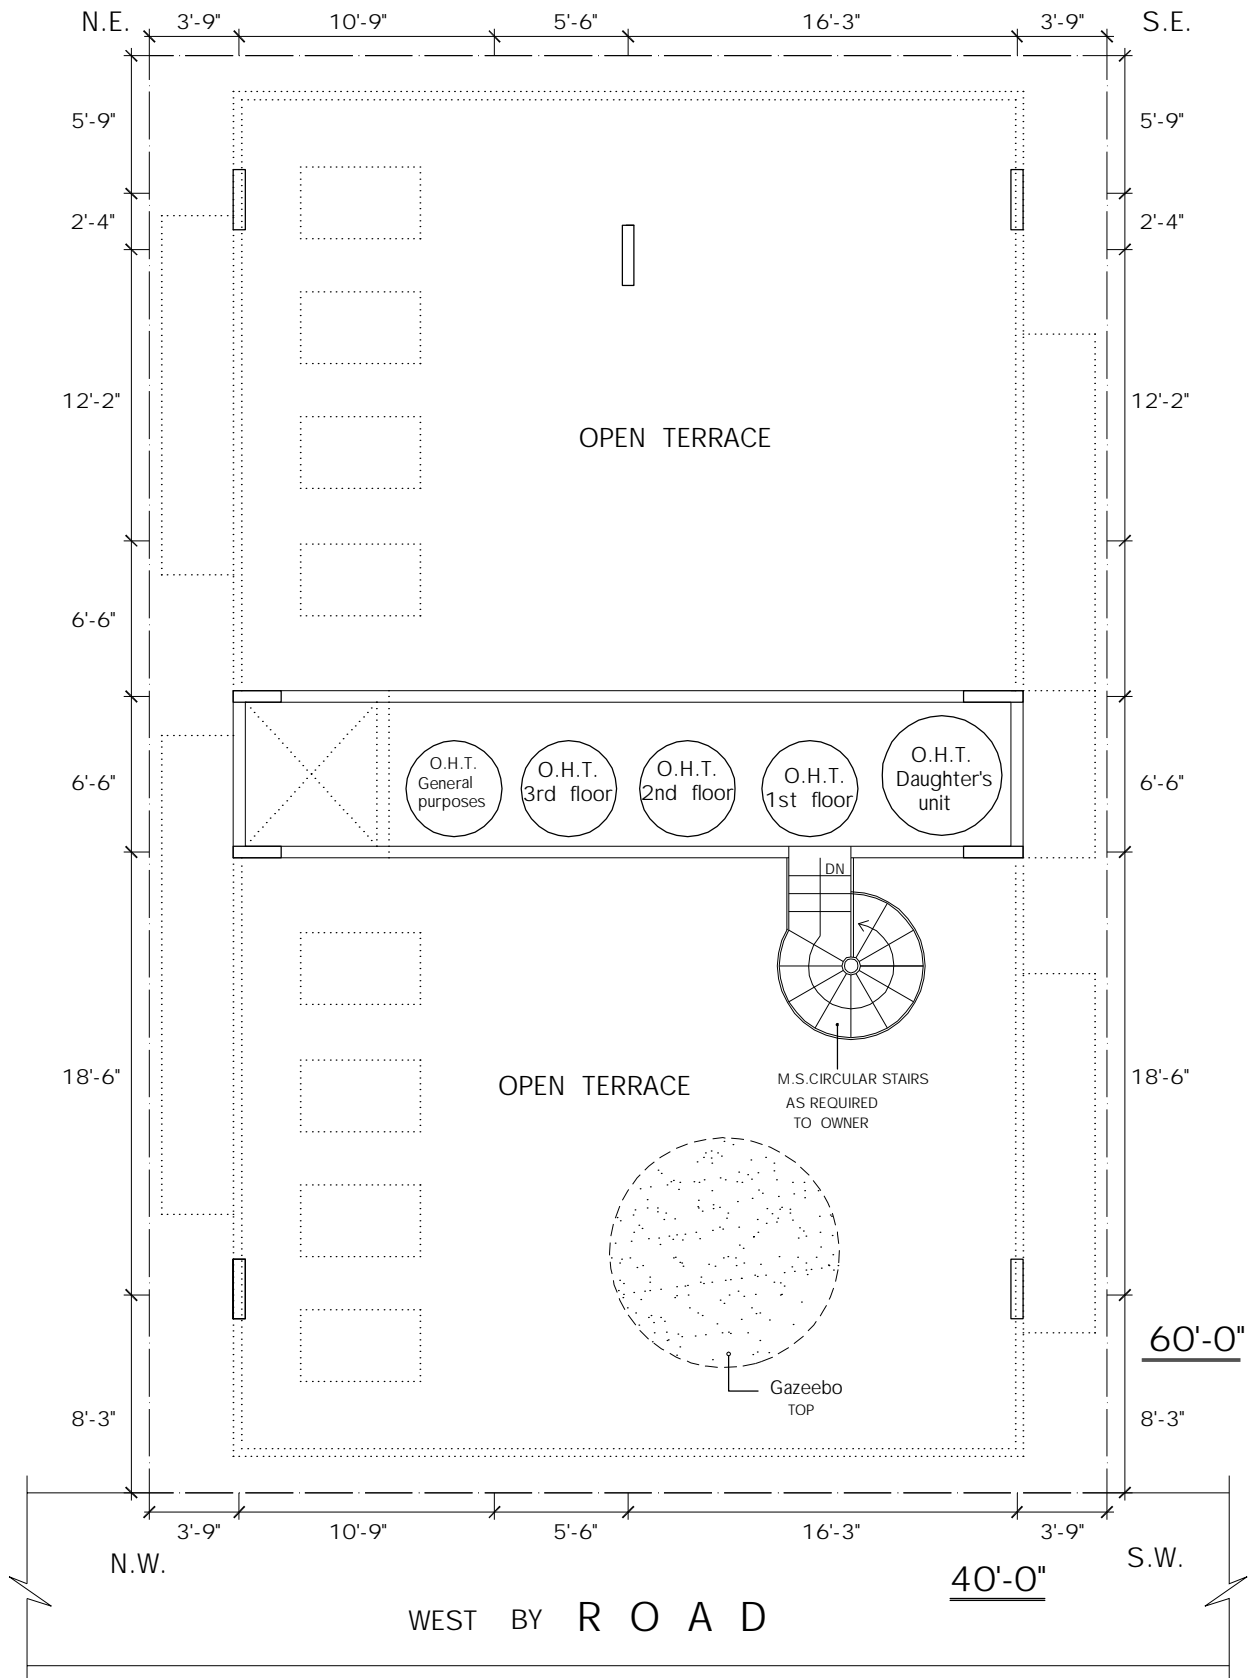 N.E. 3'-9" 10'-9" 5'-6" 16'-3" 3'-9" S.E.
5'-9" 5'-9"
2'-4" 2'-4"
12'-2" 12'-2"
OPEN TERRACE
6'-6"
O.H.T.
General
purposes
O.H.T.
3rd floor
O.H.T.
2nd floor
O.H.T.
1st floor
O.H.T.
Daughter's
unit
6'-6" 6'-6"
DN
18'-6" 18'-6"
OPEN TERRACE
M.S.CIRCULAR STAIRS
AS REQUIRED
TO OWNER
60'-0"
Gazeebo
TOP
8'-3" 8'-3"
3'-9" 10'-9" 5'-6" 16'-3" 3'-9"
N.W. S.W.
40'-0"
WEST BY ROAD